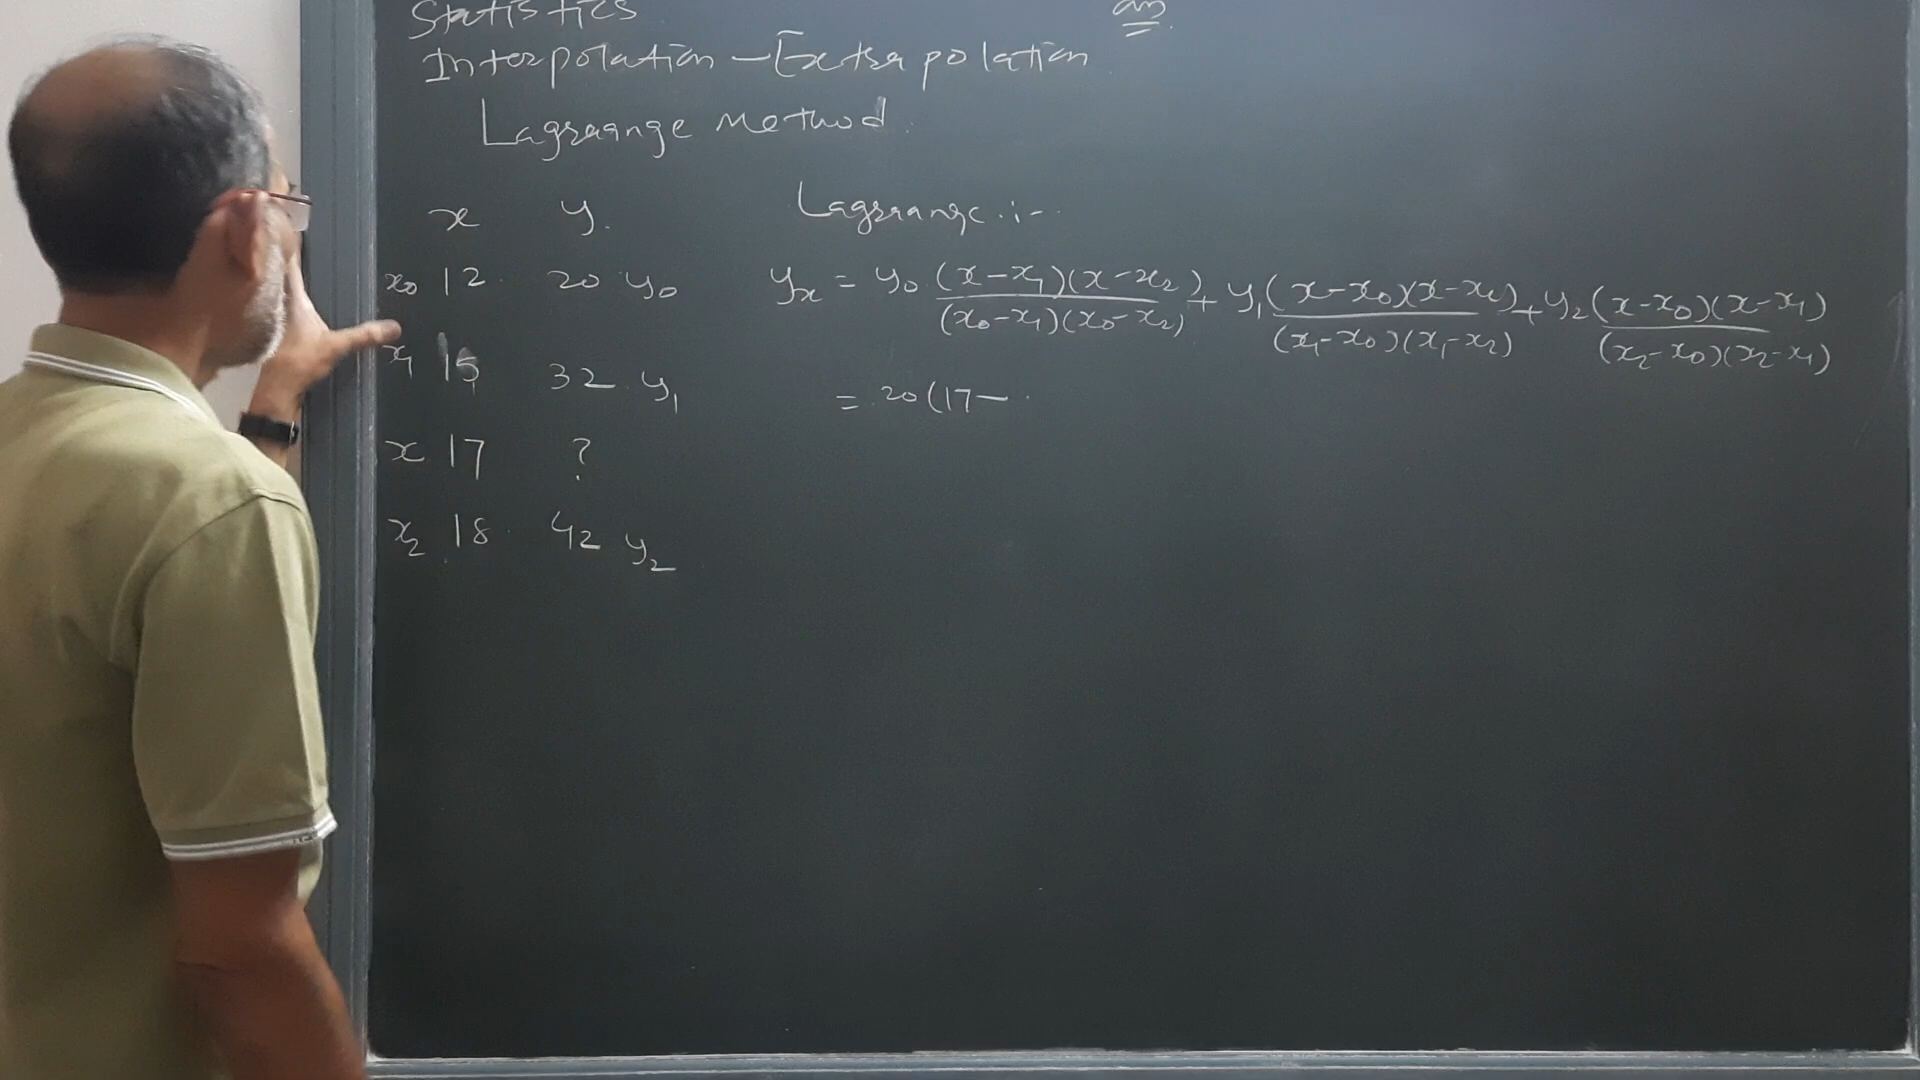 Statistics
Interpolation - Extrapolation
Lagrange Method.
x y. Lagrange :-
x₀ 12 20 y₀
yₓ = y₀ (x-x₁)(x-x₂) / (x₀-x₁)(x₀-x₂) + y₁ (x-x₀)(x-x₂) / (x₁-x₀)(x₁-x₂) + y₂ (x-x₀)(x-x₁) / (x₂-x₀)(x₂-x₁)
x₁ 15 32 y₁
= 20 (17 -
x 17 ?
x₂ 18 42 y₂